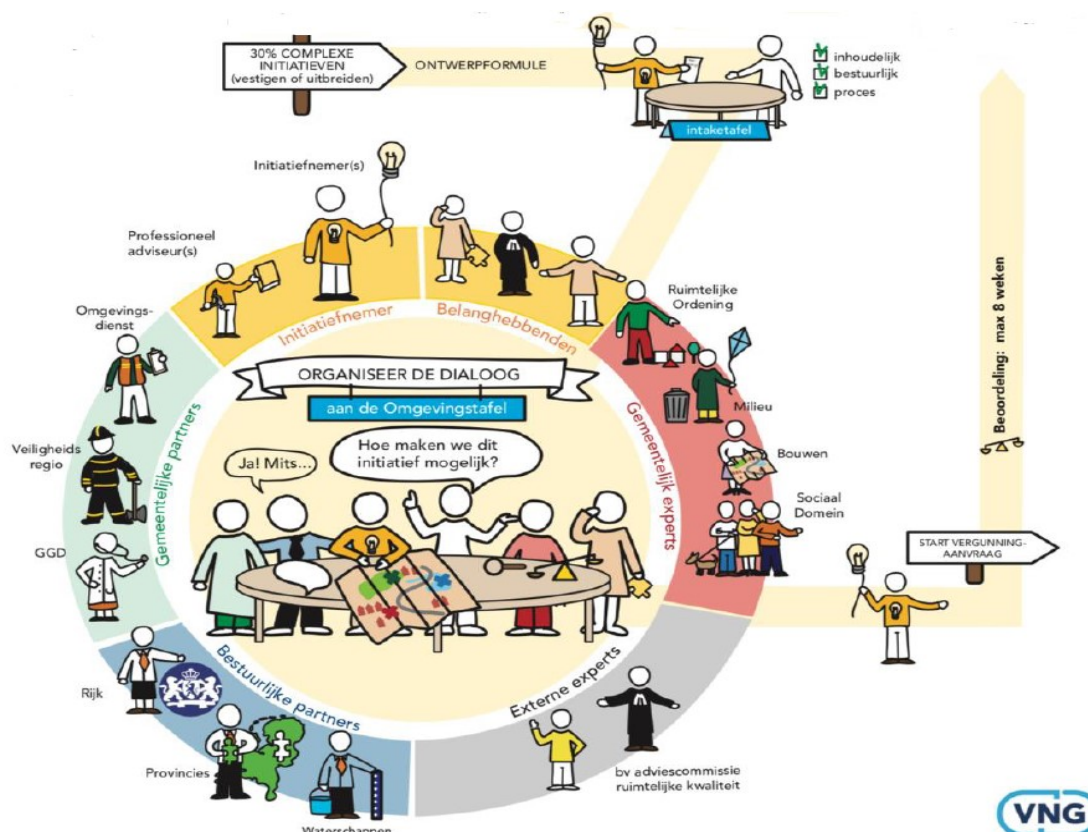 30% COMPLEXE
INITIATIEVEN
(vestigen of uitbreiden)
ONTWERPFORMULE
inhoudelijk
bestuurlijk
proces
intaketafel
Initiatiefnemer(s)
Professioneel
adviseur(s)
Omgevings-
dienst
Veiligheids
regio
GGD
Rijk
Provincies
Waterschappen
Initiatiefnemer
Belanghebbenden
Ruimtelijke
Ordening
Milieu
Bouwen
Sociaal
Domein
Gemeentelijk experts
Gemeentelijke partners
Bestuurlijke partners
Externe experts
bv adviescommissie
ruimtelijke kwaliteit
ORGANISEER DE DIALOOG
aan de Omgevingstafel
Ja! Mits...
Hoe maken we dit
initiatief mogelijk?
START VERGUNNING-
AANVRAAG
Beoordeling: max 8 weken
VNG